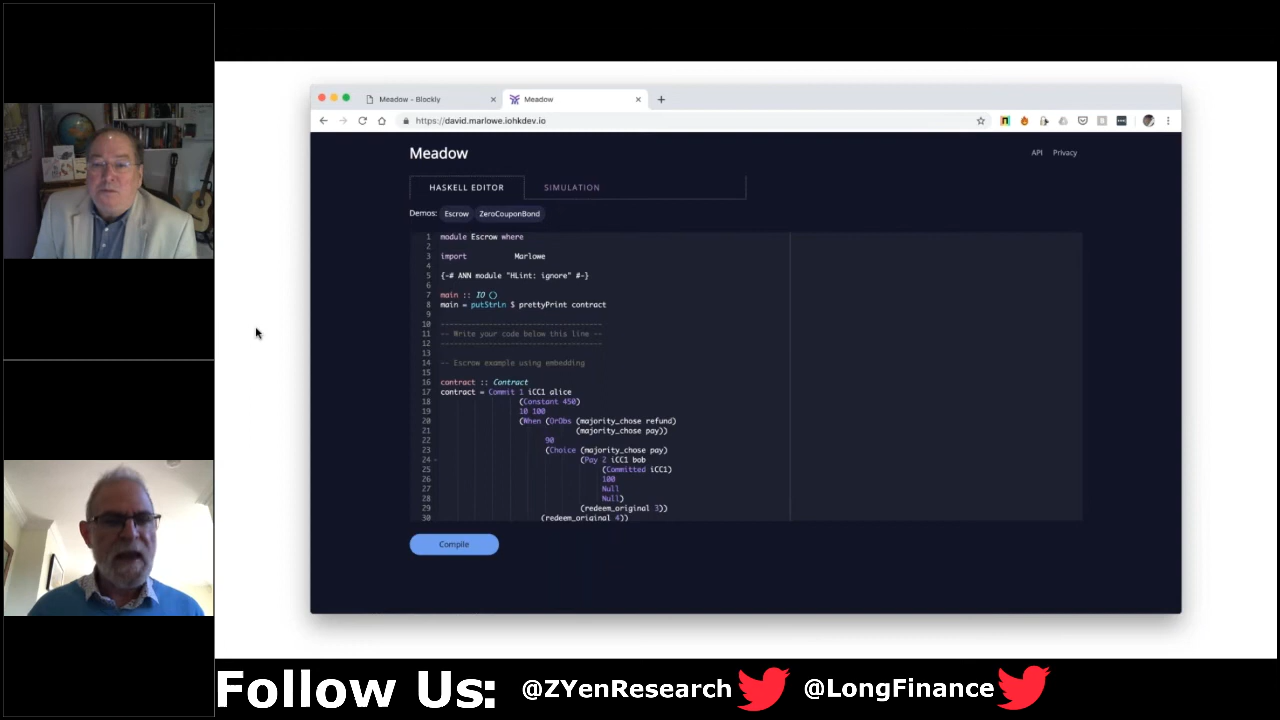 Meadow - Blockly
Meadow
https://david.marlowe.iohkdev.io
Meadow
API Privacy
HASKELL EDITOR SIMULATION
Demos: Escrow ZeroCouponBond
1 module Escrow where
2
3 import Marlowe
4
5 {-# ANN module "HLint: ignore" #-}
6
7 main :: IO ()
8 main = putStrLn $ prettyPrint contract
9
10 -----------------------------------
11 -- Write your code below this line --
12 -----------------------------------
13
14 -- Escrow example using embedding
15
16 contract :: Contract
17 contract = Commit 1 iCC1 alice
18 (Constant 450)
19 10 100
20 (When (OrObs (majority_chose refund)
21 (majority_chose pay))
22 90
23 (Choice (majority_chose pay)
24 (Pay 2 iCC1 bob
25 (Committed iCC1)
26 100
27 Null
28 Null)
29 (redeem_original 3))
30 (redeem_original 4))
Compile
Follow Us: @ZYenResearch @LongFinance